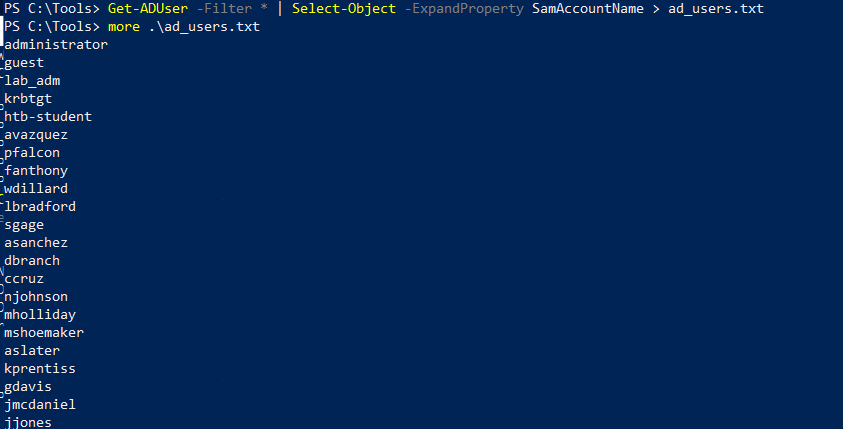 PS C:\Tools> Get-ADUser -Filter * | Select-Object -ExpandProperty SamAccountName > ad_users.txt
PS C:\Tools> more .\ad_users.txt
administrator
guest
lab_adm
krbtgt
htb-student
avazquez
pfalcon
fanthony
wdillard
lbradford
sgage
asanchez
dbranch
ccruz
njohnson
mholliday
mshoemaker
aslater
kprentiss
gdavis
jmcdaniel
jjones